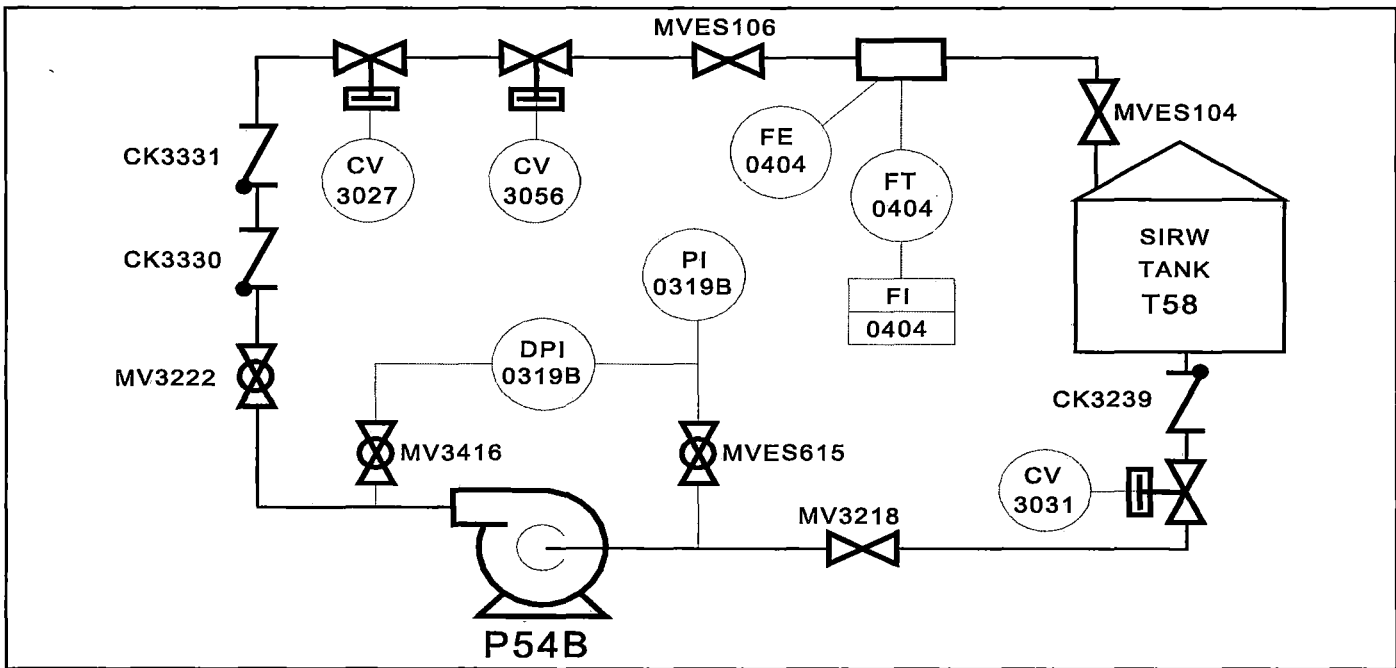 MVES106
MVES104
CK3331
CV
3027
CV
3056
FE
0404
FT
0404
CK3330
PI
0319B
FI
0404
SIRW
TANK
T58
DPI
0319B
MV3222
CK3239
MV3416
MVES615
CV
3031
MV3218
P54B